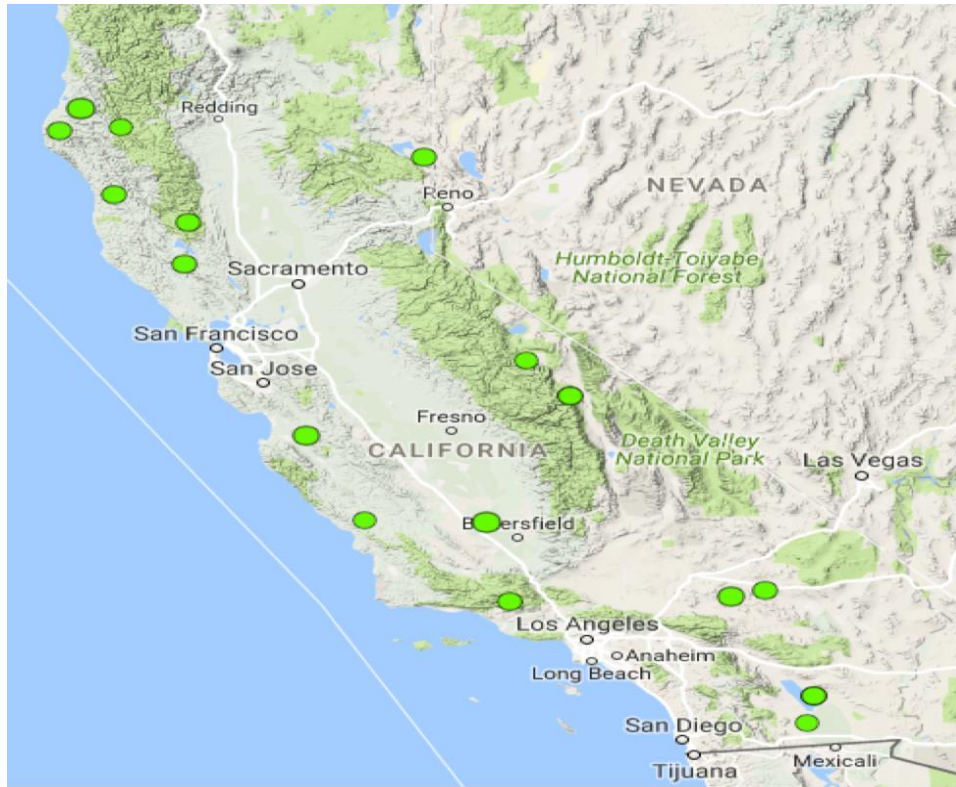 Redding
Reno
NEVADA
Humboldt-Toiyabe
National Forest
Sacramento
San Francisco
San Jose
Fresno
CALIFORNIA
Death Valley
National Park
Las Vegas
Los Angeles
Anaheim
Long Beach
San Diego
Tijuana
Mexicali